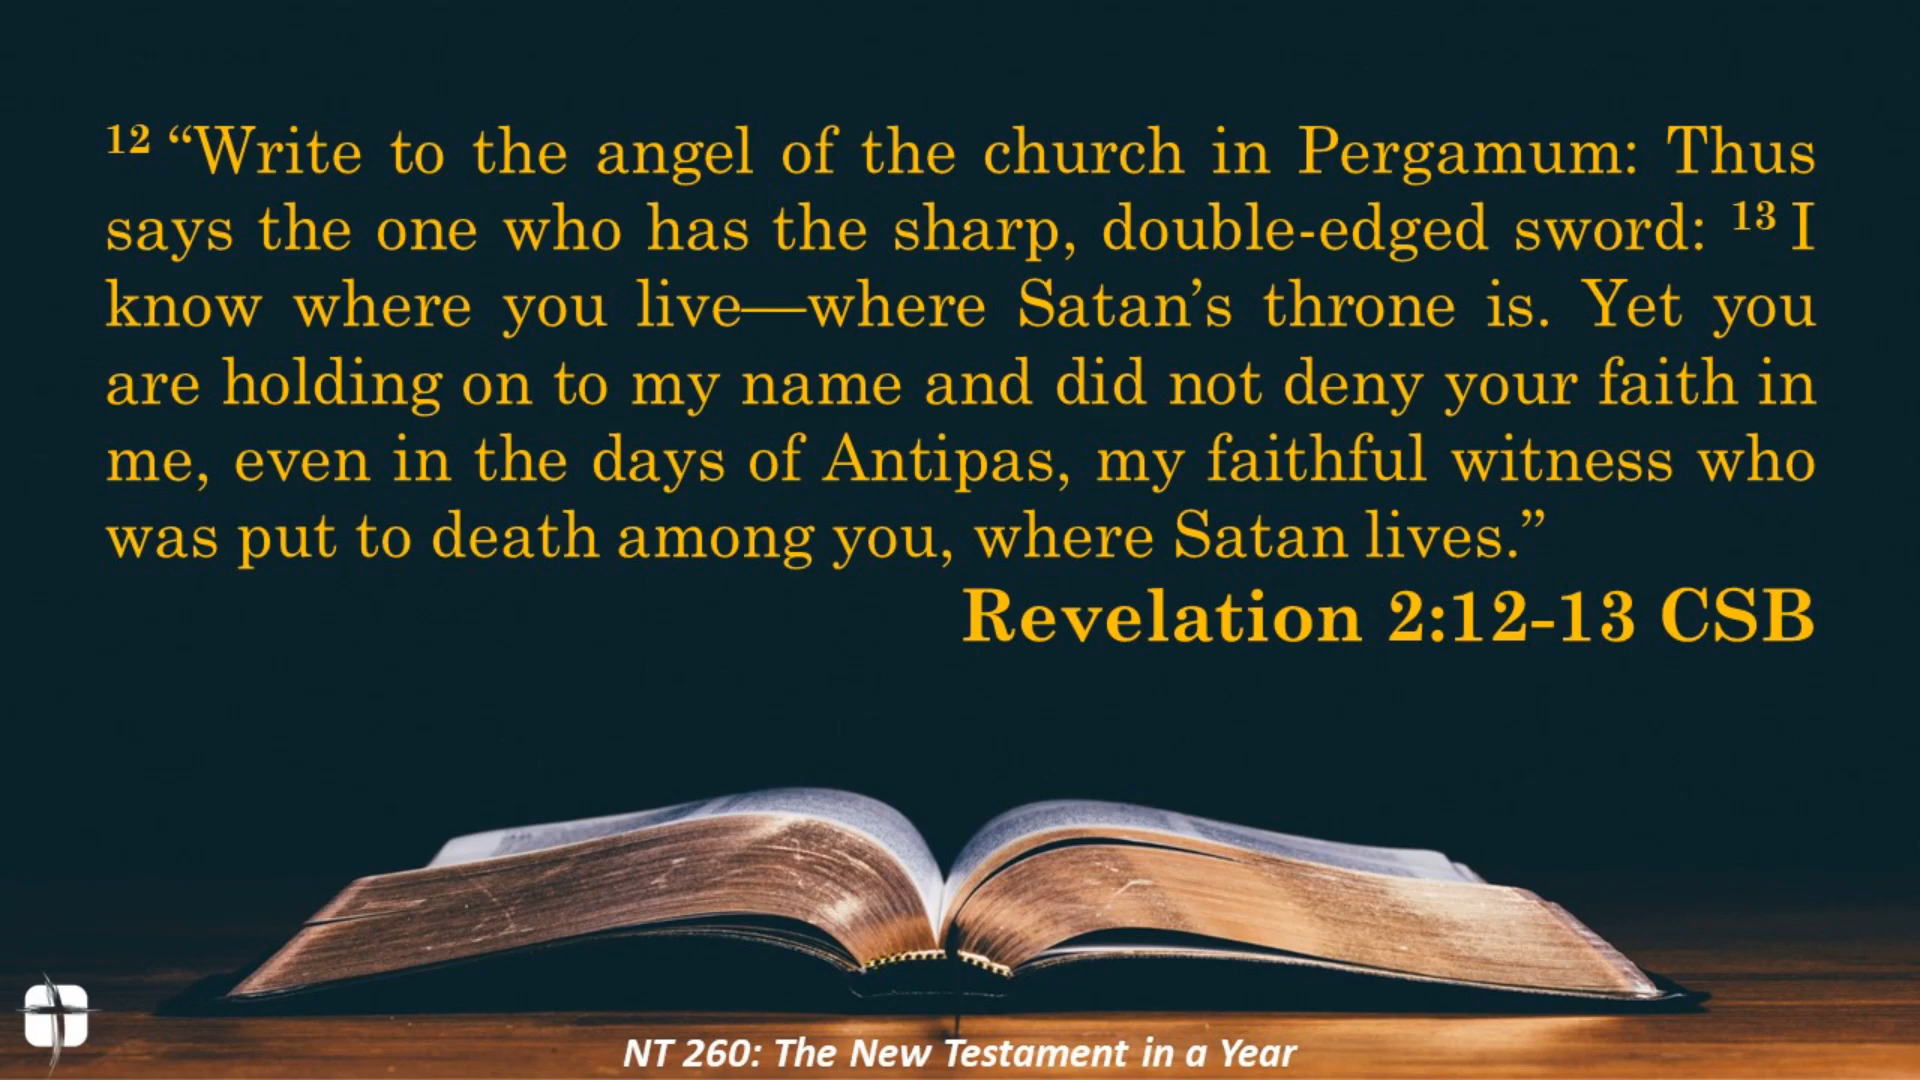 12 “Write to the angel of the church in Pergamum: Thus
says the one who has the sharp, double-edged sword: 13 I
know where you live—where Satan’s throne is. Yet you
are holding on to my name and did not deny your faith in
me, even in the days of Antipas, my faithful witness who
was put to death among you, where Satan lives.”
Revelation 2:12-13 CSB
NT 260: The New Testament in a Year